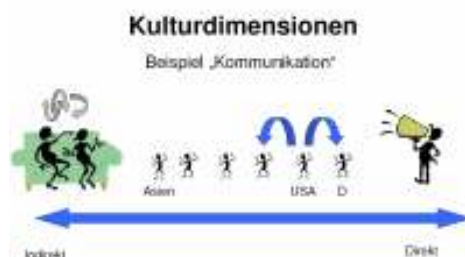 Kulturdimensionen
Beispiel „Kommunikation"
Asien USA D
Indirekt Direkt